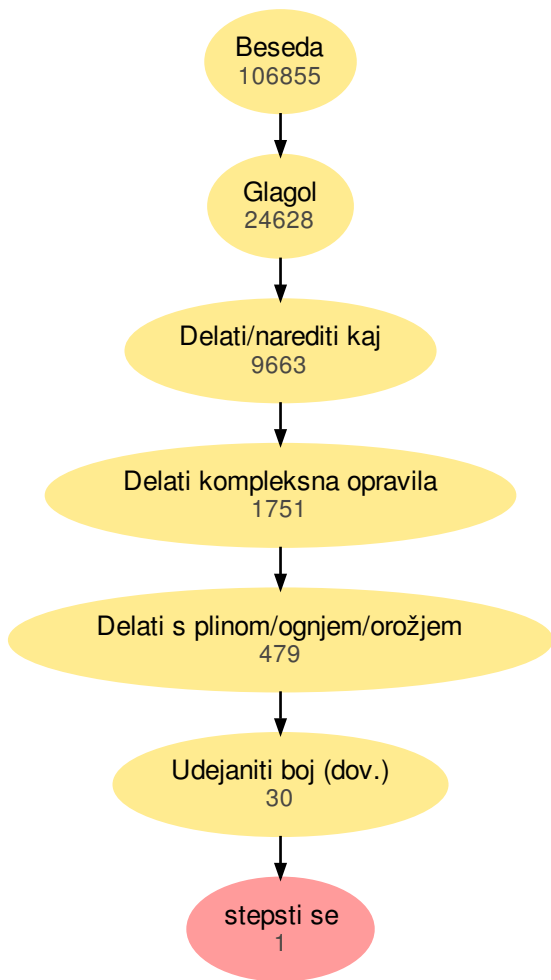 Beseda
106855
Glagol
24628
Delati/narediti kaj
9663
Delati kompleksna opravila
1751
Delati s plinom/ognjem/orožjem
479
Udejaniti boj (dov.)
30
stepsti se
1